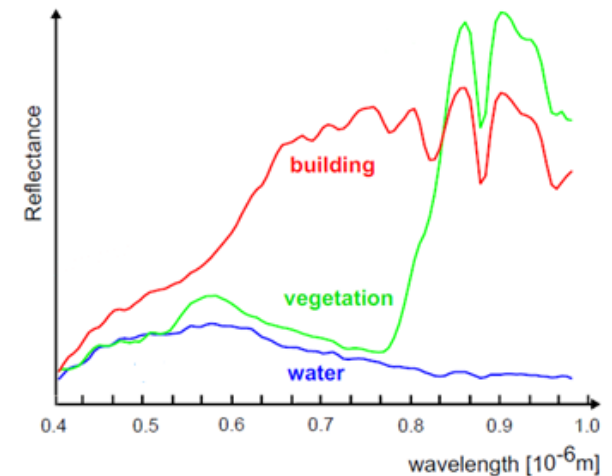 Reflectance
building
vegetation
water
0.4 0.5 0.6 0.7 0.8 0.9 1.0
wavelength [10-6m]